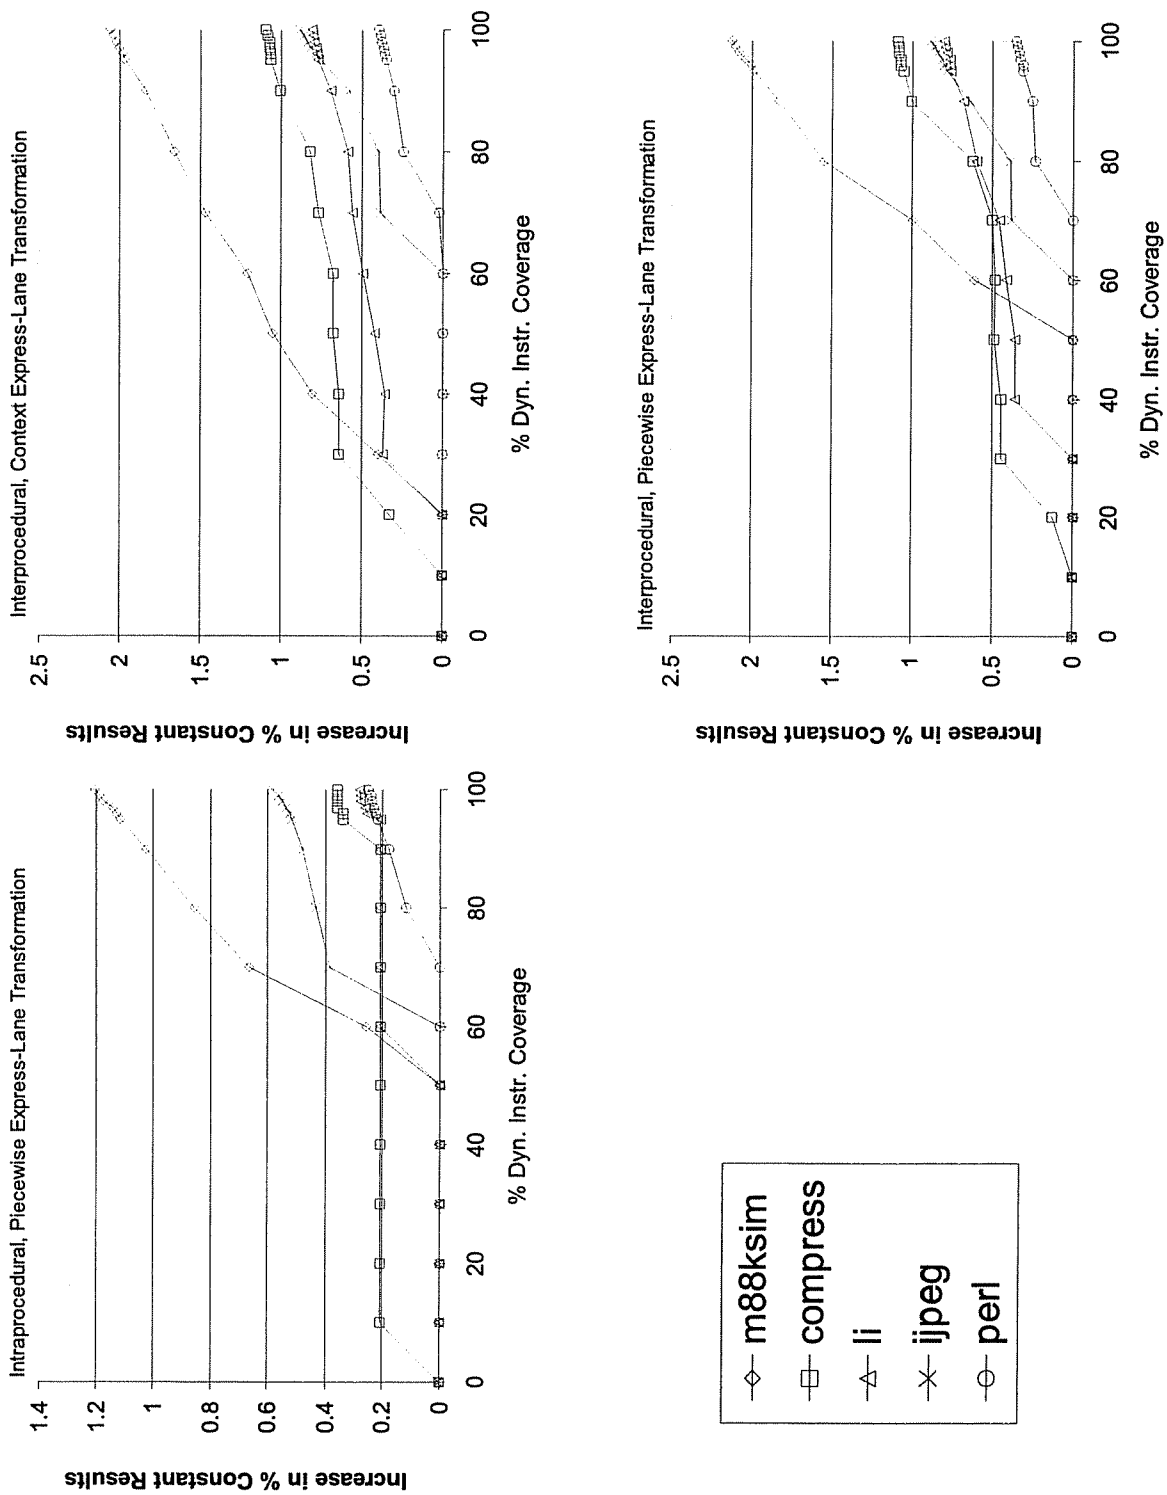 Intraprocedural, Piecewise Express-Lane Transformation
Increase in % Constant Results
1.4
1.2
1
0.8
0.6
0.4
0.2
0
0
20
40
60
80
100
% Dyn. Instr. Coverage
Interprocedural, Context Express-Lane Transformation
Increase in % Constant Results
2.5
2
1.5
1
0.5
0
0
20
40
60
80
100
% Dyn. Instr. Coverage
m88ksim
compress
li
ijpeg
perl
Interprocedural, Piecewise Express-Lane Transformation
Increase in % Constant Results
2.5
2
1.5
1
0.5
0
0
20
40
60
80
100
% Dyn. Instr. Coverage